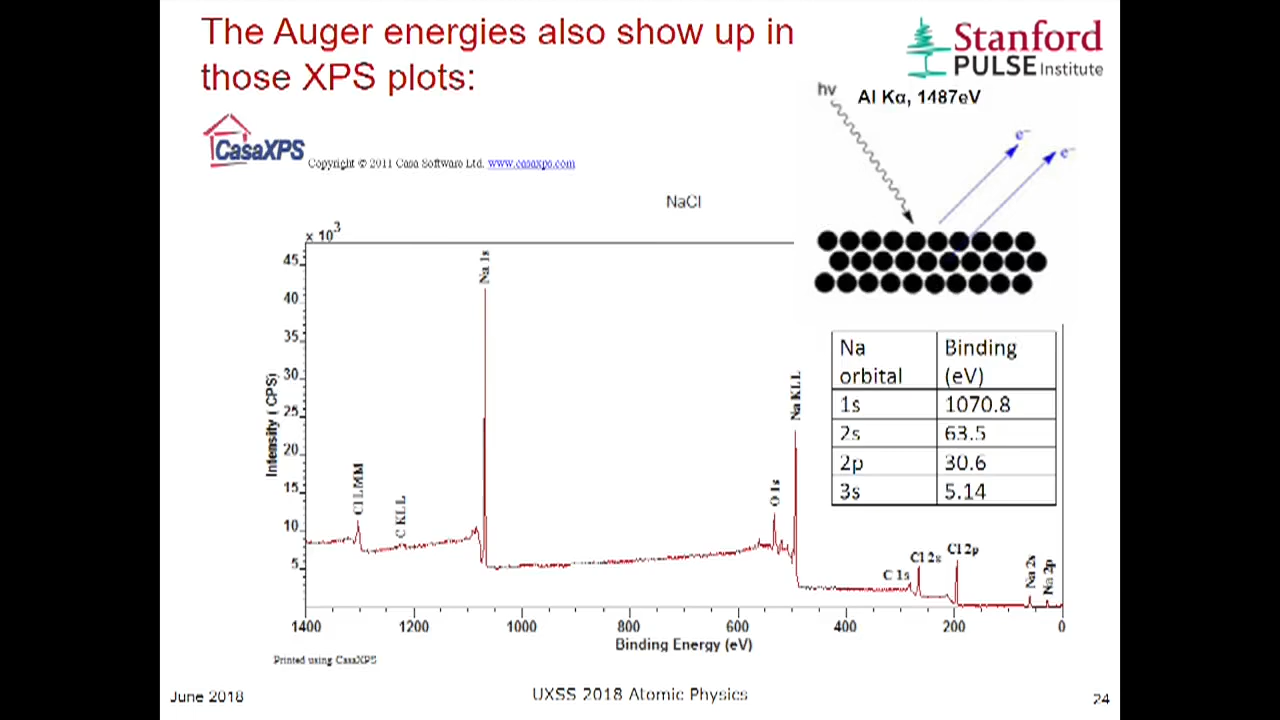 The Auger energies also show up in
those XPS plots:
Stanford
PULSE Institute
hν
Al Kα, 1487eV
e⁻
e⁻
CasaXPS
Copyright © 2011 Casa Software Ltd. www.casaxps.com
NaCl
x 10³
45
40
35
30
25
20
15
10
5
Intensity (CPS)
Cl LMM
C KLL
Na 1s
O 1s
Na KLL
C 1s
Cl 2s
Cl 2p
Na 2s
Na 2p
Na orbital Binding (eV)
1s 1070.8
2s 63.5
2p 30.6
3s 5.14
1400 1200 1000 800 600 400 200 0
Binding Energy (eV)
Printed using CasaXPS
June 2018
UXSS 2018 Atomic Physics
24